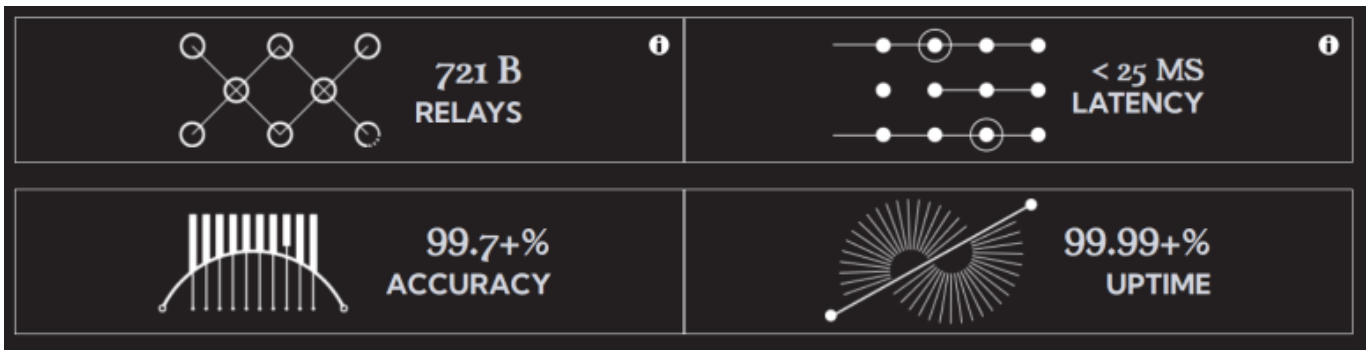 721 B
RELAYS
< 25 MS
LATENCY
99.7+%
ACCURACY
99.99+%
UPTIME